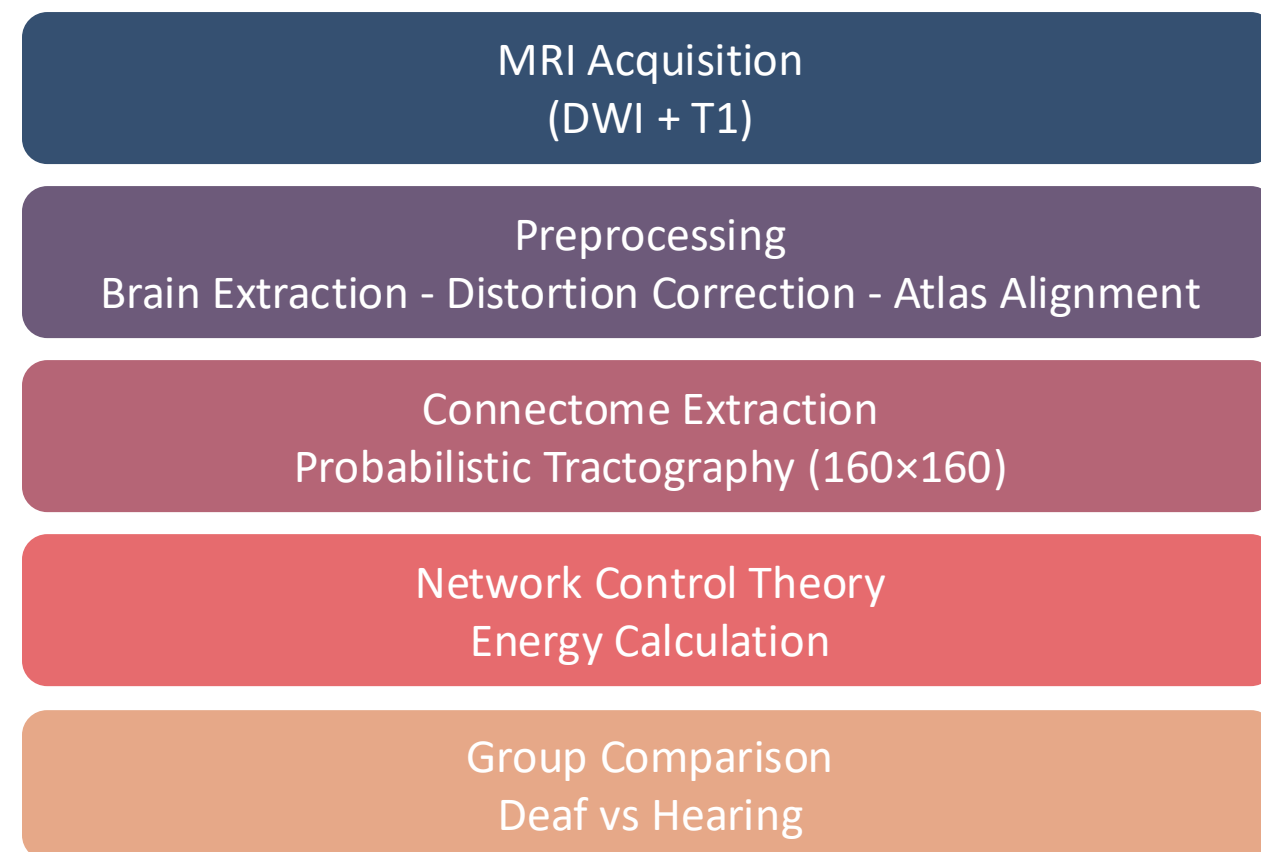 MRI Acquisition
(DWI + T1)
Preprocessing
Brain Extraction - Distortion Correction - Atlas Alignment
Connectome Extraction
Probabilistic Tractography (160×160)
Network Control Theory
Energy Calculation
Group Comparison
Deaf vs Hearing